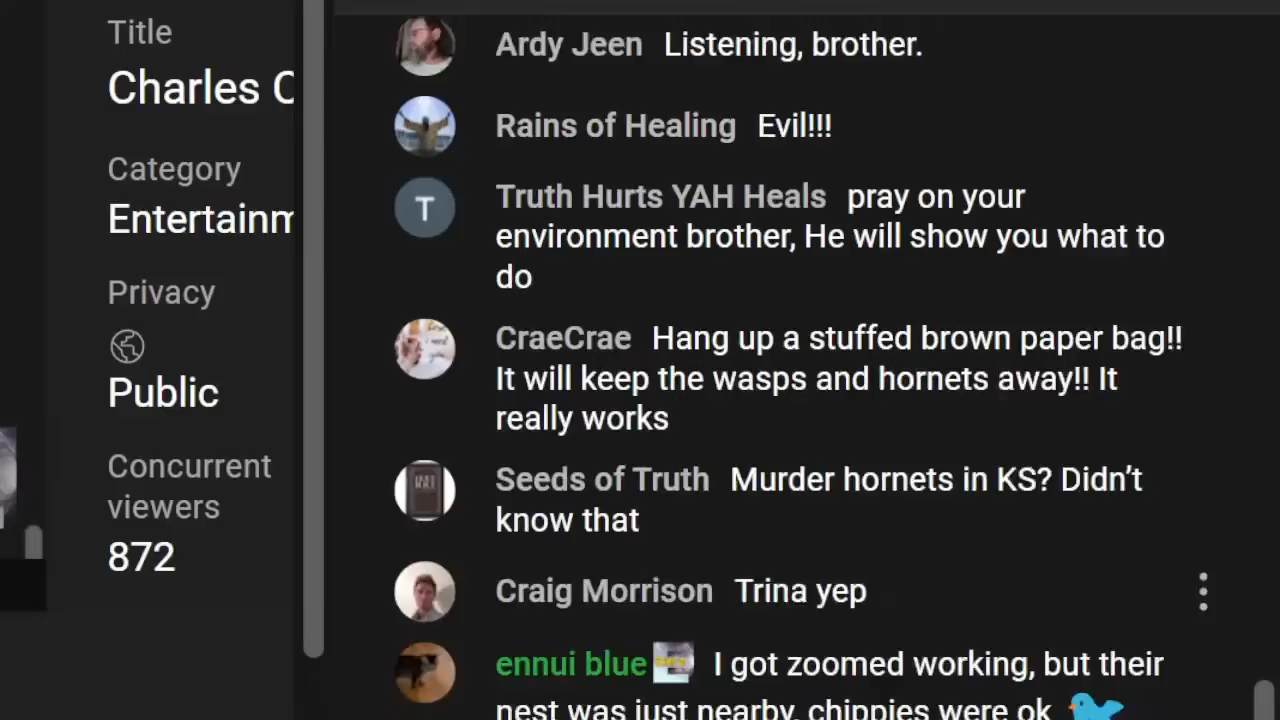 Title
Charles C
Category
Entertainm
Privacy
Public
Concurrent
viewers
872
Ardy Jeen Listening, brother.
Rains of Healing Evil!!!
T
Truth Hurts YAH Heals pray on your
environment brother, He will show you what to
do
CraeCrae Hang up a stuffed brown paper bag!!
It will keep the wasps and hornets away!! It
really works
Seeds of Truth Murder hornets in KS? Didn't
know that
Craig Morrison Trina yep
ennui blue I got zoomed working, but their
nest was just nearby, chippies were ok